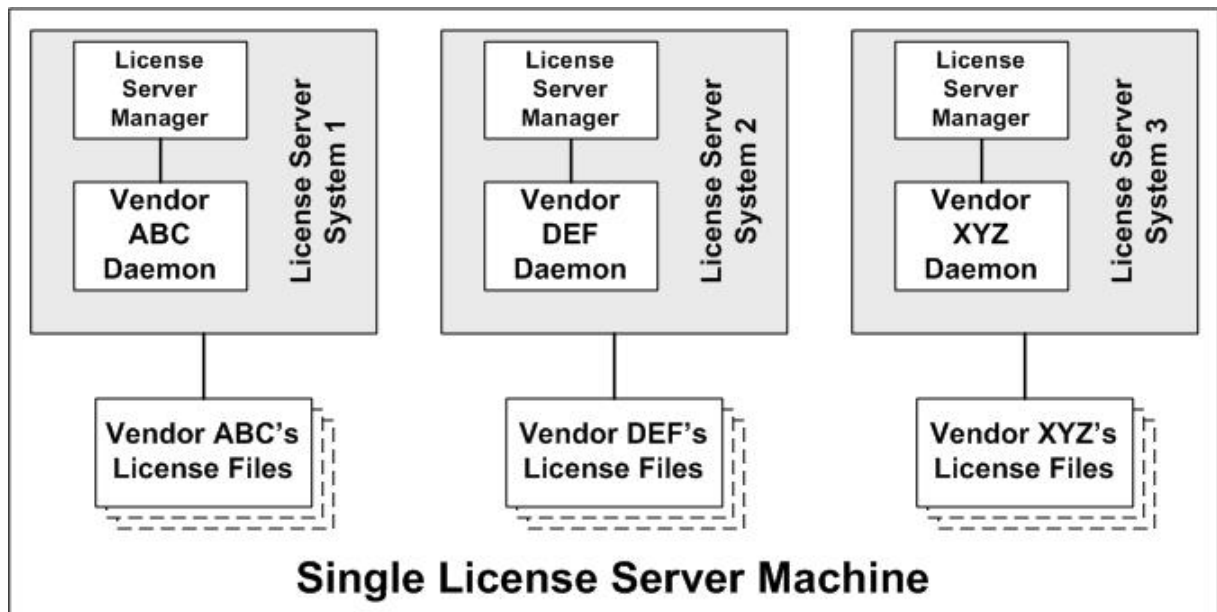 License
Server
Manager
Vendor
ABC
Daemon
License Server
System 1
Vendor ABC’s
License Files
License
Server
Manager
Vendor
DEF
Daemon
License Server
System 2
Vendor DEF’s
License Files
License
Server
Manager
Vendor
XYZ
Daemon
License Server
System 3
Vendor XYZ’s
License Files
Single License Server Machine